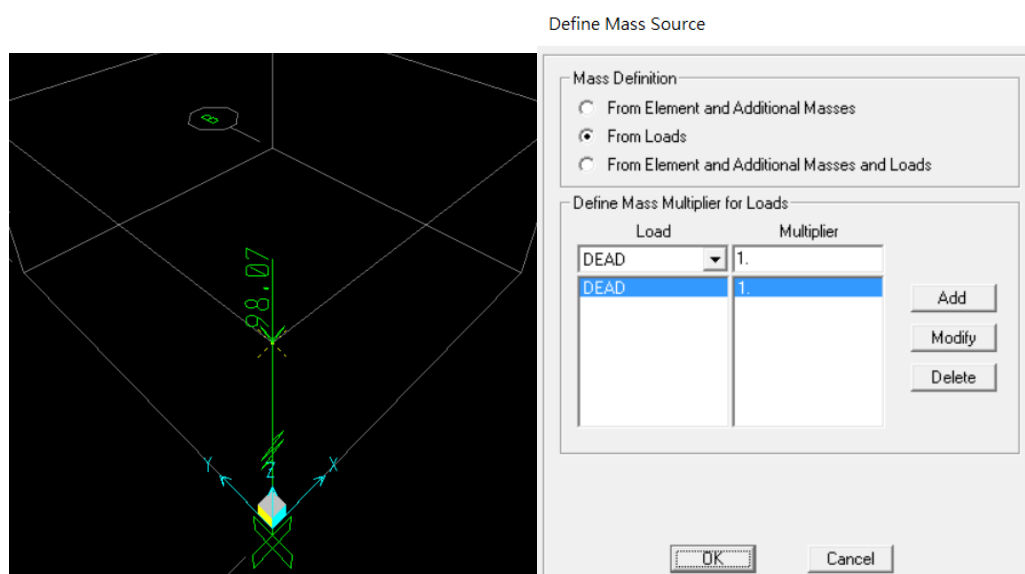 Define Mass Source
B
98.07
Y
Z
X
Mass Definition
From Element and Additional Masses
From Loads
From Element and Additional Masses and Loads
Define Mass Multiplier for Loads
Load Multiplier
DEAD 1.
DEAD 1.
Add
Modify
Delete
OK Cancel